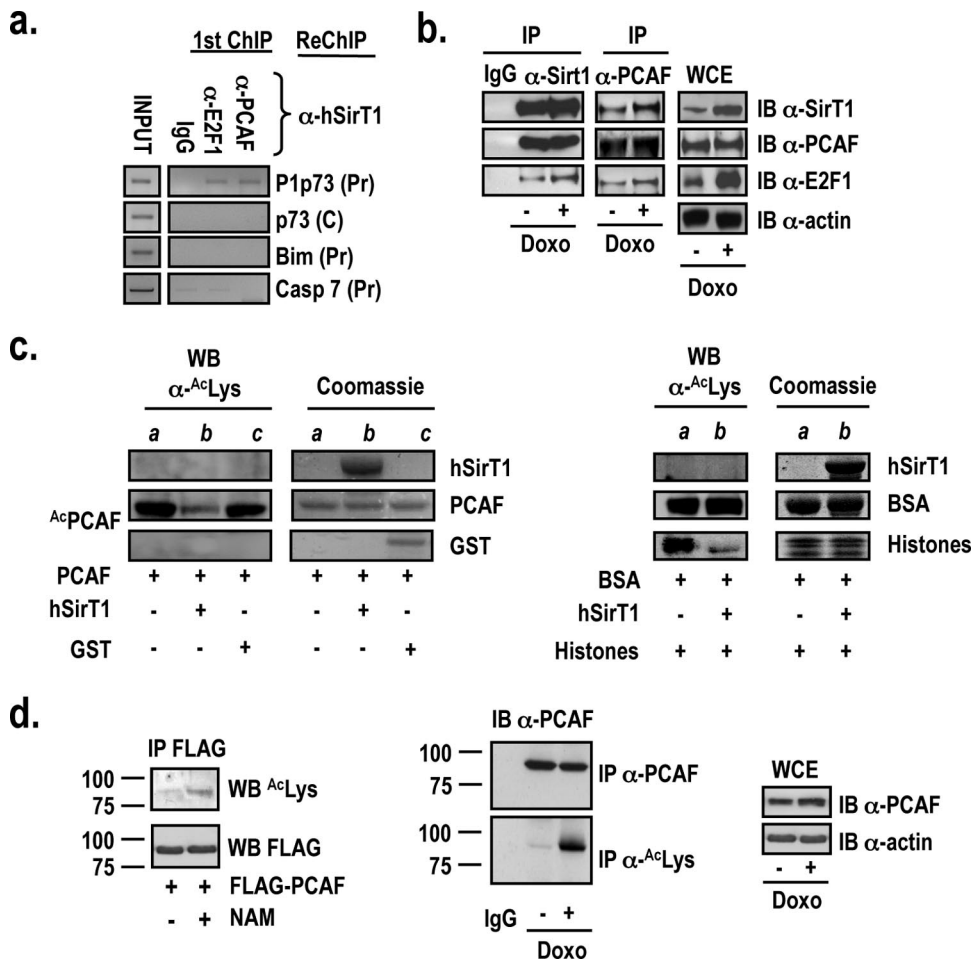 a.
1st ChIP ReChIP
INPUT IgG α-E2F1 α-PCAF α-hSirT1
P1p73 (Pr)
p73 (C)
Bim (Pr)
Casp 7 (Pr)
b.
IP IP
IgG α-Sirt1 α-PCAF WCE
IB α-SirT1
IB α-PCAF
IB α-E2F1
- + - + IB α-actin
Doxo Doxo - +
Doxo
c.
WB
α-AcLys Coomassie
a b c a b c
hSirT1
AcPCAF PCAF
GST
PCAF + + + + + +
hSirT1 - + - - + -
GST - - + - - +
WB
α-AcLys Coomassie
a b a b
hSirT1
BSA
Histones
BSA + + + +
hSirT1 - + - +
Histones + + + +
d.
IP FLAG
100
75
WB AcLys
100
75
WB FLAG
+ + FLAG-PCAF
- + NAM
IB α-PCAF
100
75
IP α-PCAF
100
75
IP α-AcLys
IgG - +
Doxo
WCE
IB α-PCAF
IB α-actin
- +
Doxo